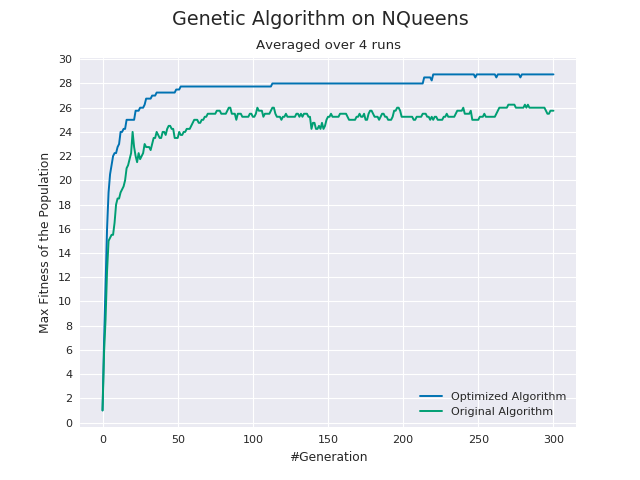 Genetic Algorithm on NQueens
Averaged over 4 runs
Max Fitness of the Population
30
28
26
24
22
20
18
16
14
12
10
8
6
4
2
0
Optimized Algorithm
Original Algorithm
0 50 100 150 200 250 300
#Generation